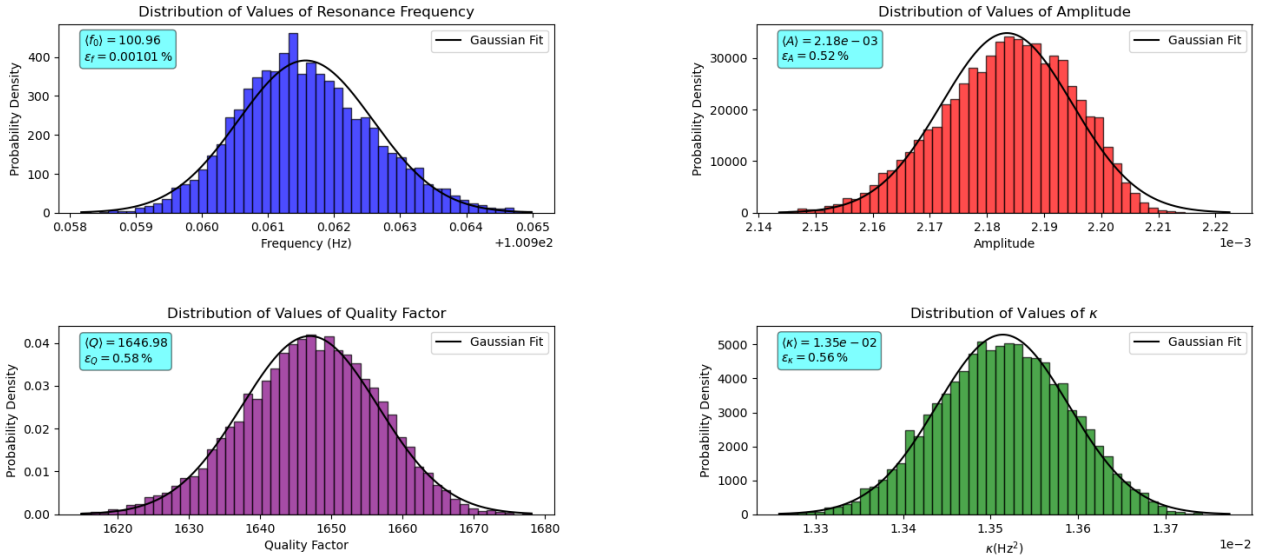 Distribution of Values of Resonance Frequency
⟨f₀⟩ = 100.96
ε_f = 0.00101 %
Gaussian Fit
Probability Density
400
300
200
100
0
0.058 0.059 0.060 0.061 0.062 0.063 0.064 0.065
Frequency (Hz)
+1.009e2
Distribution of Values of Amplitude
⟨A⟩ = 2.18e − 03
ε_A = 0.52 %
Gaussian Fit
Probability Density
30000
20000
10000
0
2.14 2.15 2.16 2.17 2.18 2.19 2.20 2.21 2.22
Amplitude
1e−3
Distribution of Values of Quality Factor
⟨Q⟩ = 1646.98
ε_Q = 0.58 %
Gaussian Fit
Probability Density
0.04
0.03
0.02
0.01
0.00
1620 1630 1640 1650 1660 1670 1680
Quality Factor
Distribution of Values of κ
⟨κ⟩ = 1.35e − 02
ε_κ = 0.56 %
Gaussian Fit
Probability Density
5000
4000
3000
2000
1000
0
1.33 1.34 1.35 1.36 1.37
κ(Hz²)
1e−2